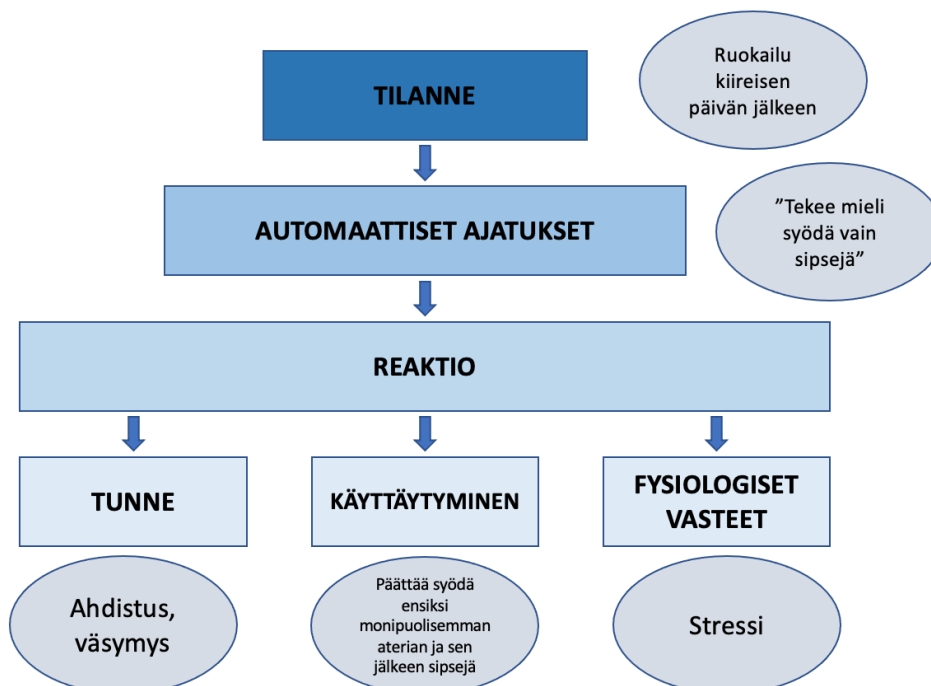 TILANNE
Ruokailu
kiireisen
päivän jälkeen
AUTOMAATTISET AJATUKSET
”Tekee mieli
syödä vain
sipsejä”
REAKTIO
TUNNE
KÄYTTÄYTYMINEN
FYSIOLOGISET
VASTEET
Ahdistus,
väsymys
Päättää syödä
ensiksi
monipuolisemman
aterian ja sen
jälkeen sipsejä
Stressi